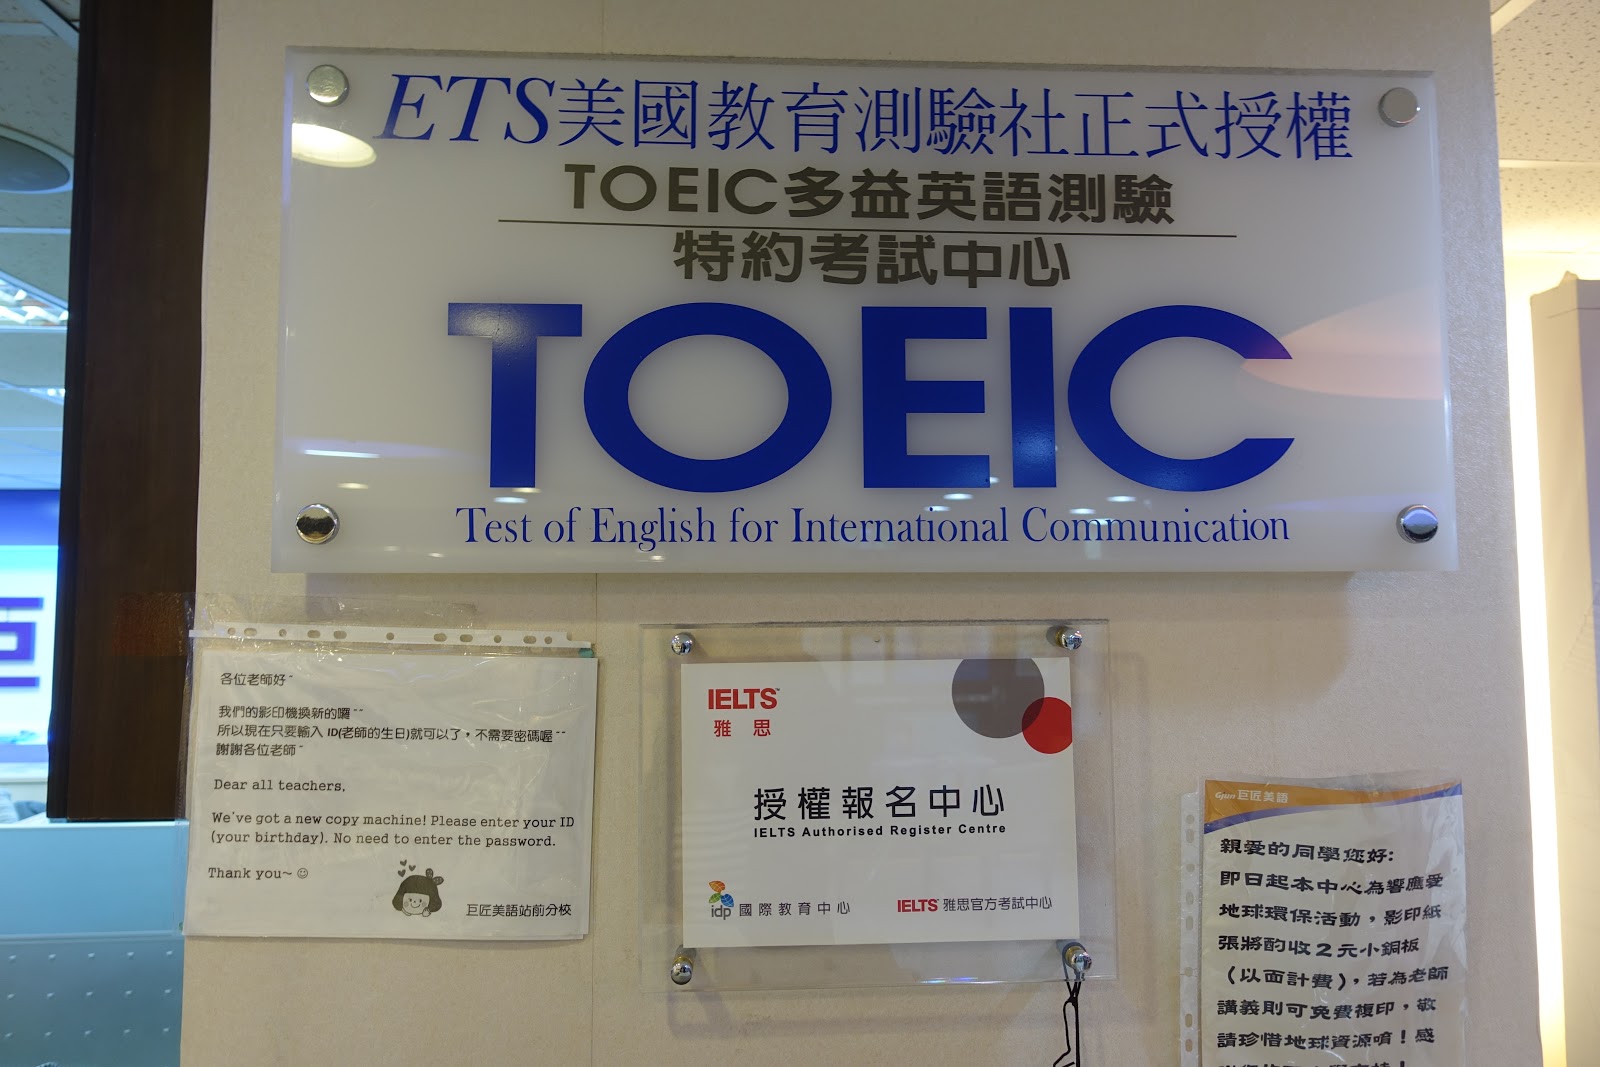 ETS美國教育測驗社正式授權
TOEIC多益英語測驗
特約考試中心
TOEIC
Test of English for International Communication
各位老師好~
我們的影印機換新的囉~~
所以現在只要輸入 ID(老師的生日)就可以了，不需要密碼喔~~
謝謝各位老師~
Dear all teachers,
We've got a new copy machine! Please enter your ID
(your birthday). No need to enter the password.
Thank you~ ☺
巨匠美語站前分校
IELTS™
雅思
授權報名中心
IELTS Authorised Register Centre
idp 國際教育中心
IELTS 雅思官方考試中心
Gjun 巨匠美語
親愛的同學您好:
即日起本中心為響應愛
地球環保活動，影印紙
張將酌收2元小銅板
(以面計費)，若為老師
講義則可免費複印，敬
請珍惜地球資源唷！感